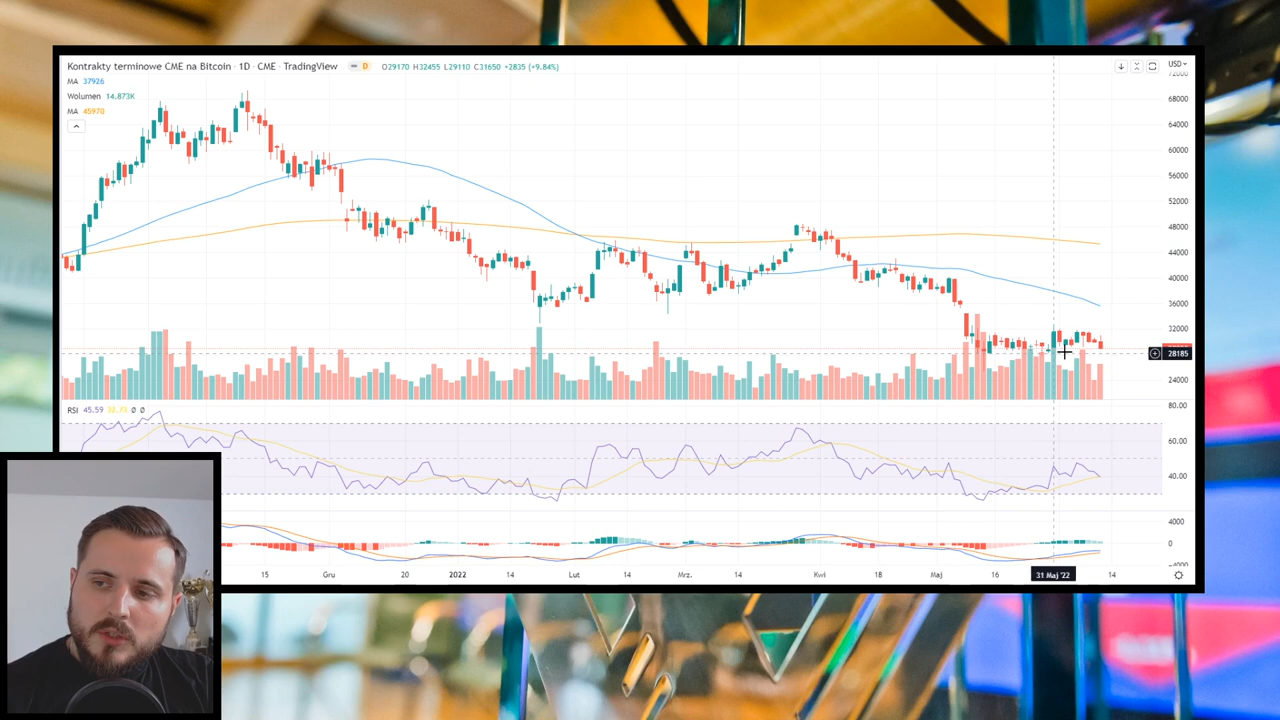 Kontrakty terminowe CME na Bitcoin · 1D · CME · TradingView D O29170 H32455 L29110 C31650 +2835 (+9.84%)
MA 37926
Wolumen 14.873K
MA 45970
USD
72000
68000
64000
60000
56000
52000
48000
44000
40000
36000
32000
28185
24000
RSI 45.59 32.73 Ø Ø
80.00
60.00
40.00
4000
0
-4000
15 Gru 20 2022 14 Lut 14 Mrz. 14 Kwi 18 Maj 16 31 Maj '22 14